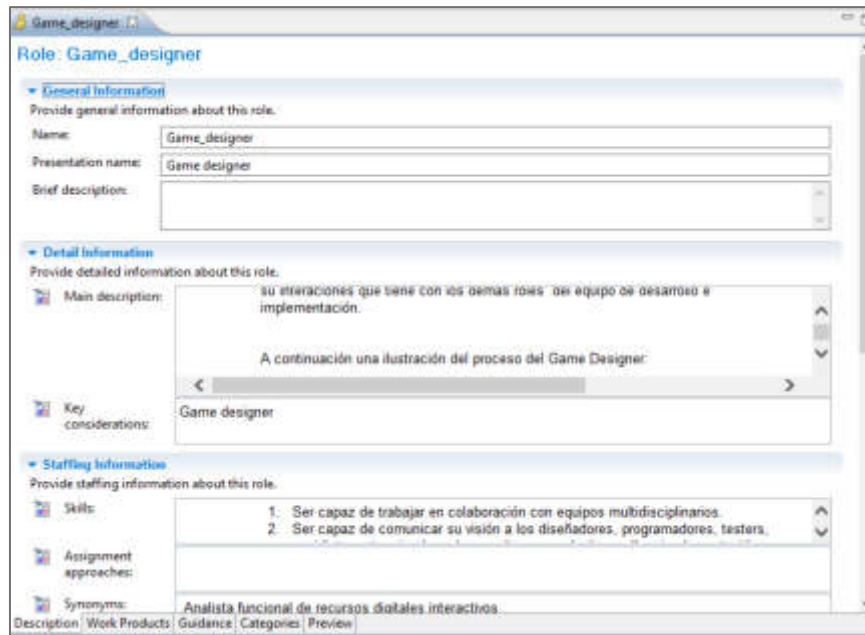 Game_designer
Role: Game_designer
General Information
Provide general information about this role.
Name: Game_designer
Presentation name: Game designer
Brief description:
Detail Information
Provide detailed information about this role.
Main description:
su interaciones que tiene con los demas roles del equipo de desarrollo e
implementación.
A continuación una ilustración del proceso del Game Designer:
Key
considerations:
Game designer
Staffing Information
Provide staffing information about this role.
Skills:
1. Ser capaz de trabajar en colaboración con equipos multidisciplinarios.
2. Ser capaz de comunicar su visión a los diseñadores, programadores, testers,
Assignment
approaches:
Synonyms: Analista funcional de recursos digitales interactivos
Description Work Products Guidance Categories Preview